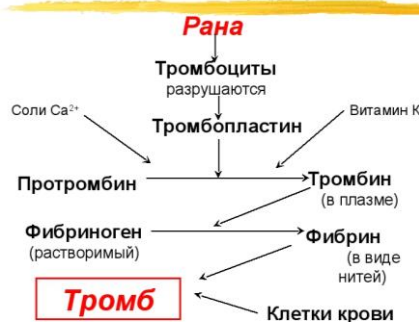 Рана
Тромбоциты
разрушаются
Соли Ca²⁺
Витамин К
Тромбопластин
Протромбин
Тромбин
(в плазме)
Фибриноген
(растворимый)
Фибрин
(в виде
нитей)
Тромб
Клетки крови